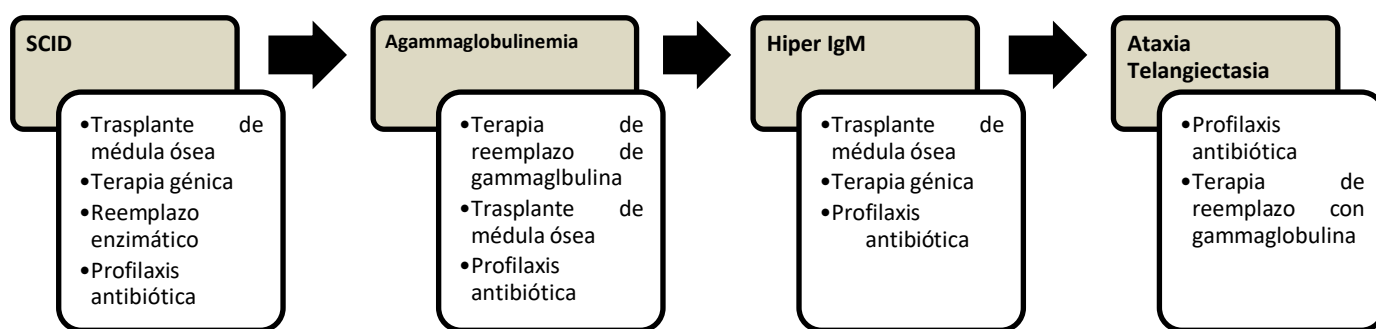 SCID
•Trasplante de
médula ósea
•Terapia génica
•Reemplazo
enzimático
•Profilaxis
antibiótica
Agammaglobulinemia
•Terapia de
reemplazo de
gammaglbulina
•Trasplante de
médula ósea
•Profilaxis
antibiótica
Hiper IgM
•Trasplante de
médula ósea
•Terapia génica
•Profilaxis
antibiótica
Ataxia
Telangiectasia
•Profilaxis
antibiótica
•Terapia de
reemplazo con
gammaglobulina